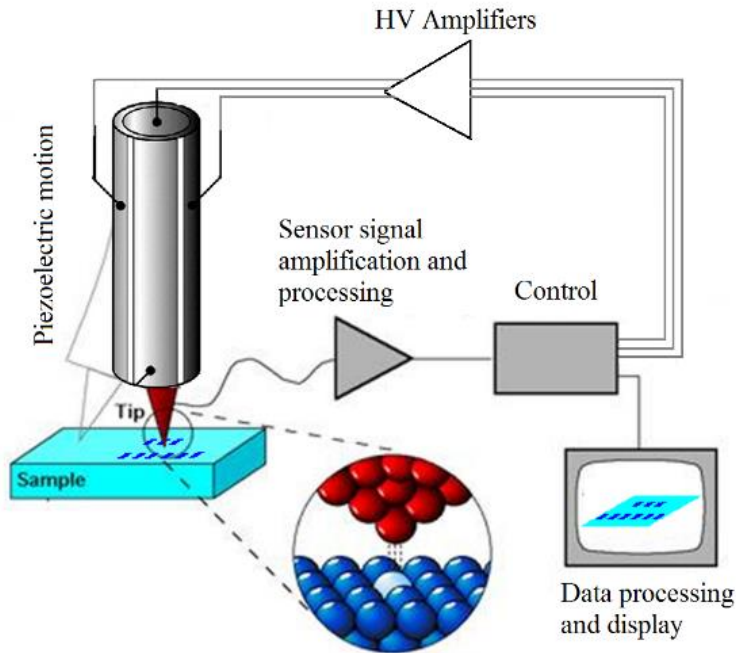 HV Amplifiers
Piezoelectric motion
Sensor signal
amplification and
processing
Control
Tip
Sample
Data processing
and display